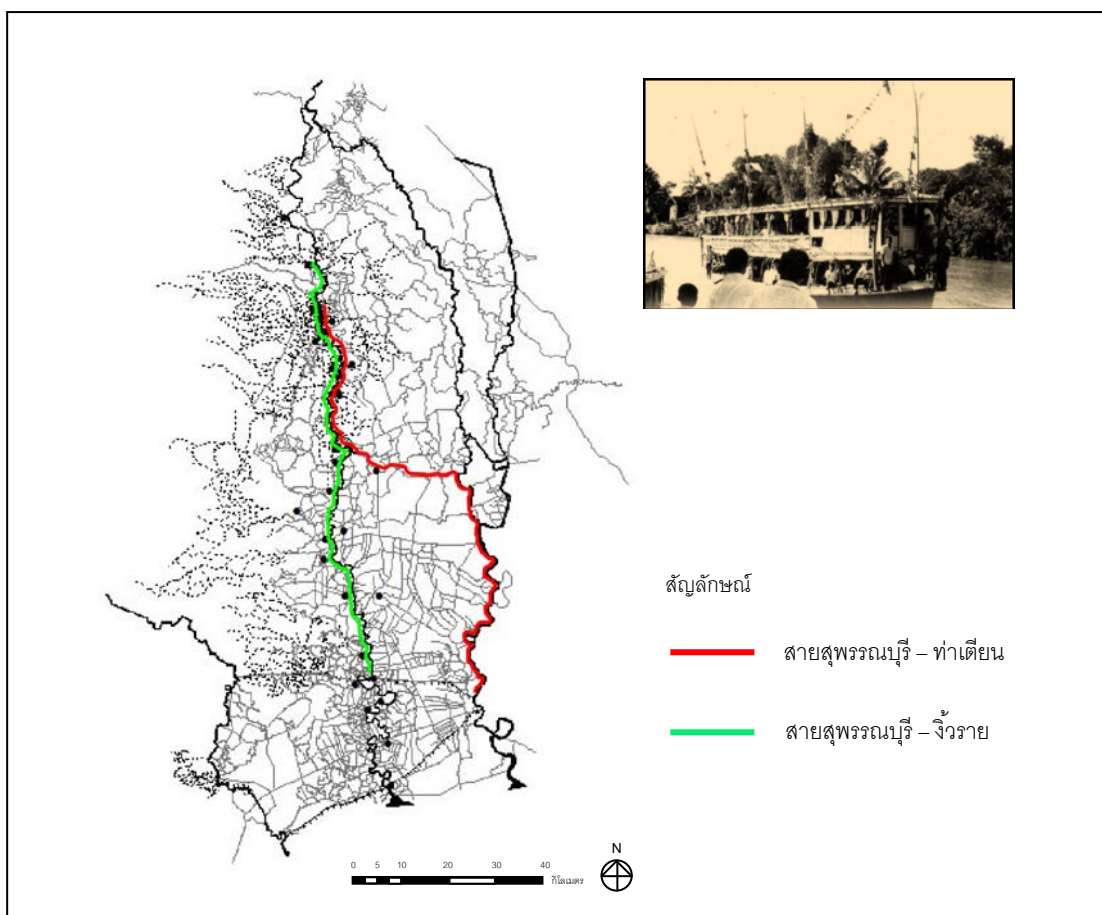 สัญลักษณ์
สายสุพรรณบุรี – ท่าเตียน
สายสุพรรณบุรี – งิ้วราย
0 5 10 20 30 40
กิโลเมตร
N